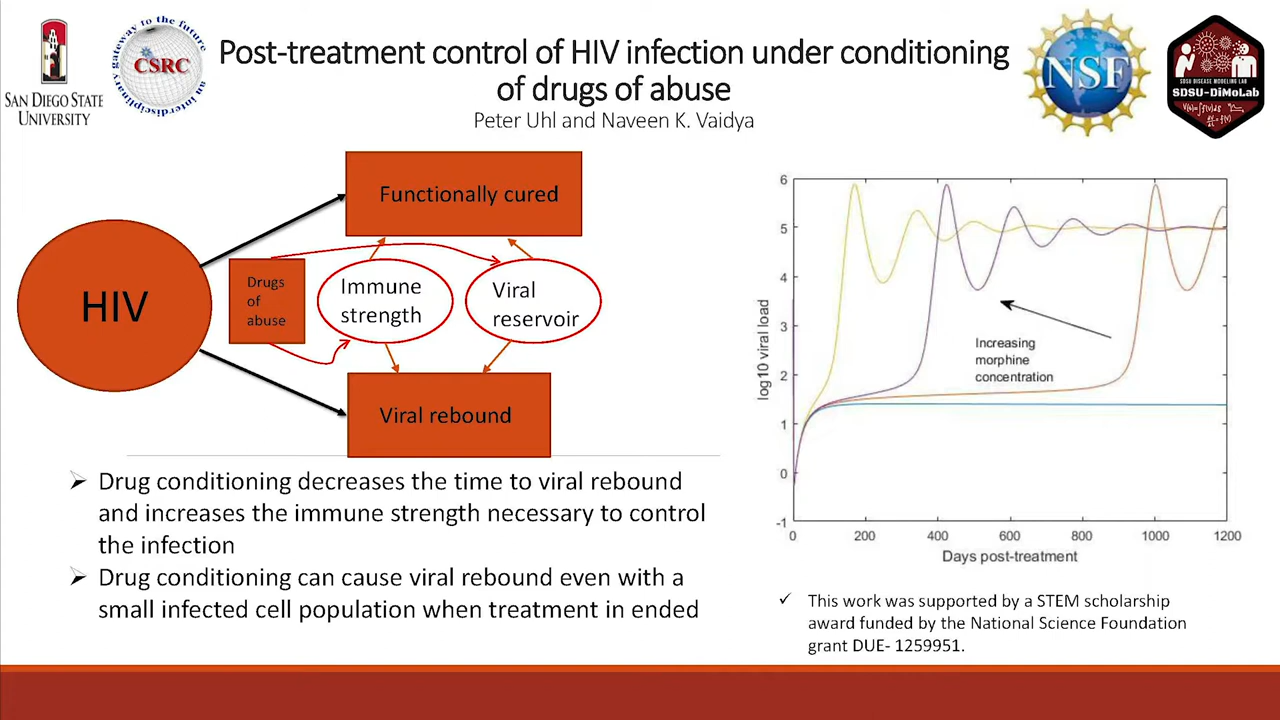 SAN DIEGO STATE
UNIVERSITY
gateway to the future
CSRC
an interdisciplinary
Post-treatment control of HIV infection under conditioning
of drugs of abuse
Peter Uhl and Naveen K. Vaidya
NSF
SDSU DISEASE MODELING LAB
SDSU-DiMoLab
HIV
Functionally cured
Drugs
of
abuse
Immune
strength
Viral
reservoir
Viral rebound
Drug conditioning decreases the time to viral rebound
and increases the immune strength necessary to control
the infection
Drug conditioning can cause viral rebound even with a
small infected cell population when treatment in ended
log10 viral load
6
5
4
3
2
1
0
-1
Increasing
morphine
concentration
0 200 400 600 800 1000 1200
Days post-treatment
This work was supported by a STEM scholarship
award funded by the National Science Foundation
grant DUE- 1259951.